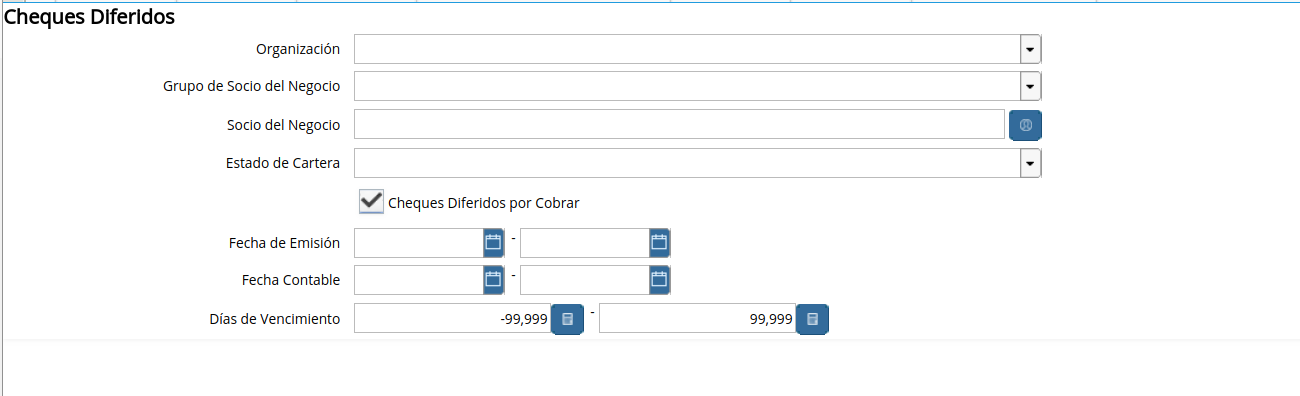 Cheques Diferidos
Organización
Grupo de Socio del Negocio
Socio del Negocio
Estado de Cartera
Cheques Diferidos por Cobrar
Fecha de Emisión -
Fecha Contable -
Días de Vencimiento -99,999 - 99,999